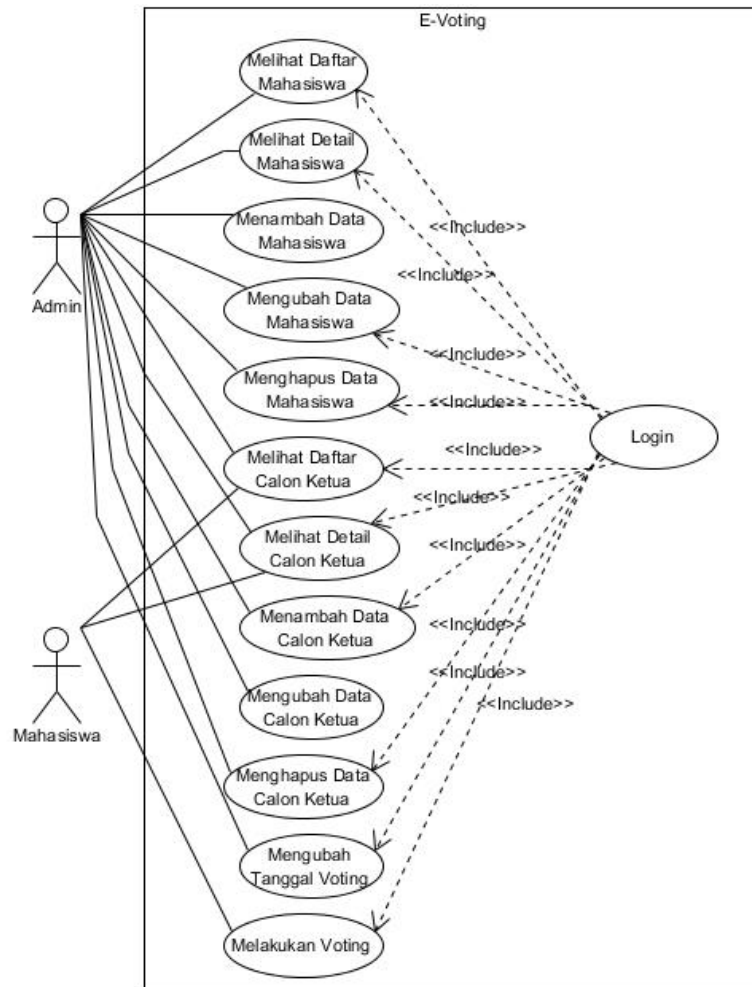 E-Voting
Melihat Daftar
Mahasiswa
Melihat Detail
Mahasiswa
Menambah Data
Mahasiswa
<<Include>>
Admin
<<Include>>
Mengubah Data
Mahasiswa
<<Include>>
Menghapus Data
Mahasiswa
<<Include>>
Login
Melihat Daftar
Calon Ketua
<<Include>>
<<Include>>
Melihat Detail
Calon Ketua
<<Include>>
Menambah Data
Calon Ketua
<<Include>>
Mahasiswa
Mengubah Data
Calon Ketua
<<Include>>
<<Include>>
Menghapus Data
Calon Ketua
Mengubah
Tanggal Voting
Melakukan Voting